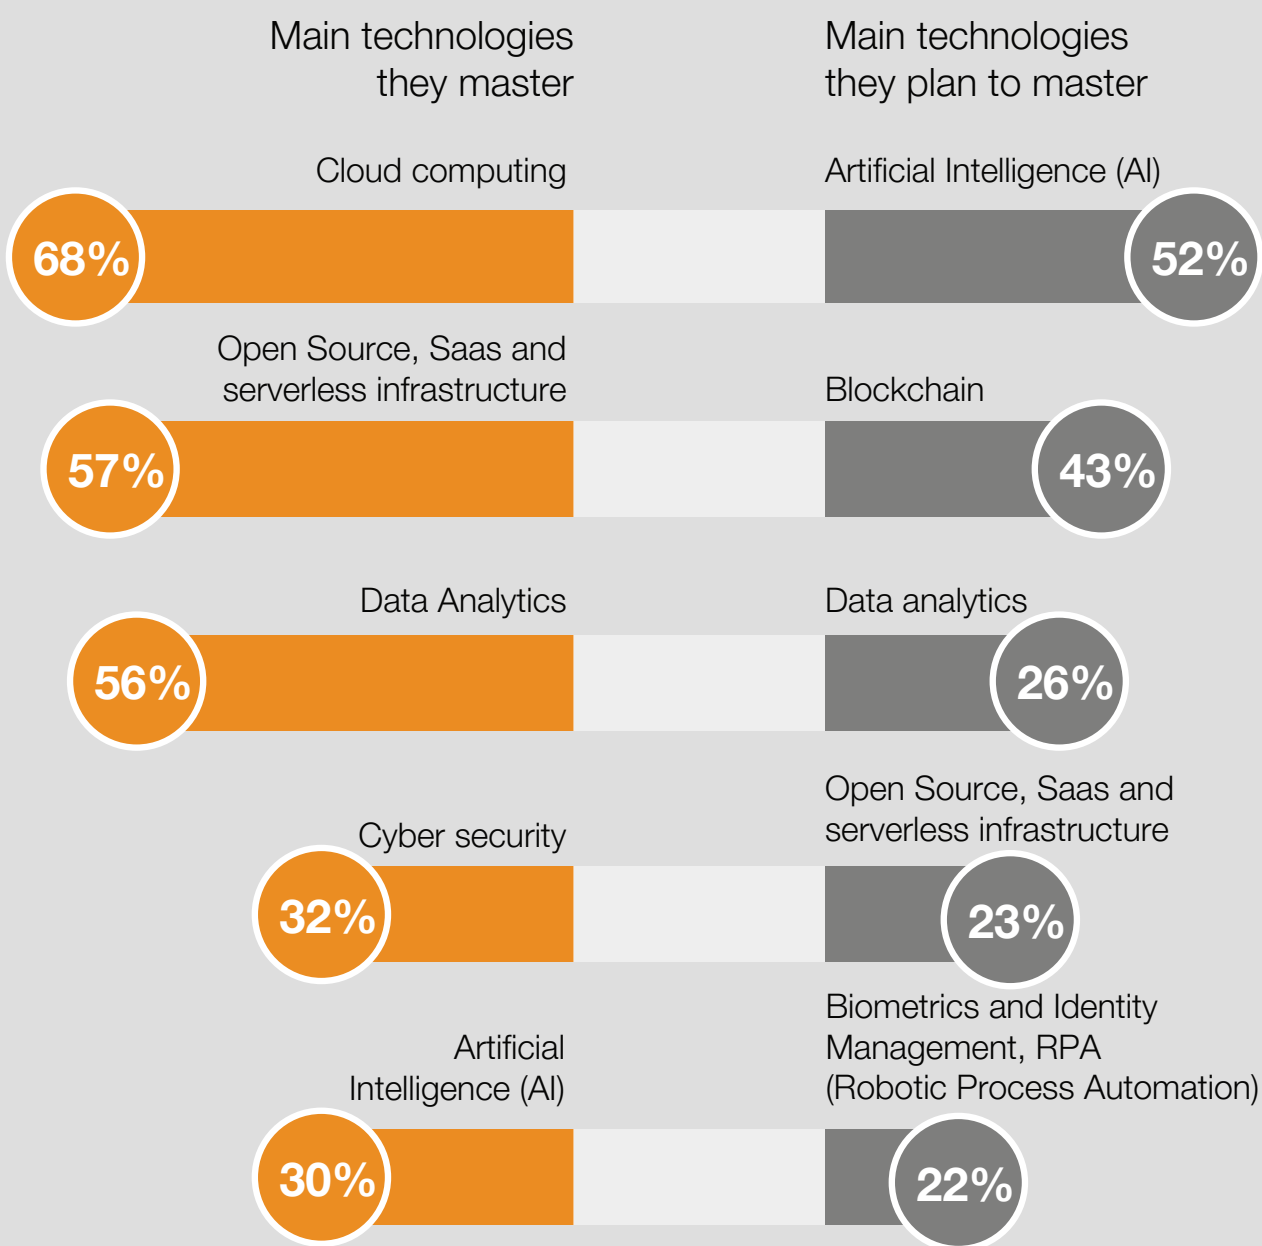 Main technologies
they master
Main technologies
they plan to master
Cloud computing
68%
Artificial Intelligence (AI)
52%
Open Source, Saas and
serverless infrastructure
57%
Blockchain
43%
Data Analytics
56%
Data analytics
26%
Cyber security
32%
Open Source, Saas and
serverless infrastructure
23%
Artificial
Intelligence (AI)
30%
Biometrics and Identity
Management, RPA
(Robotic Process Automation)
22%